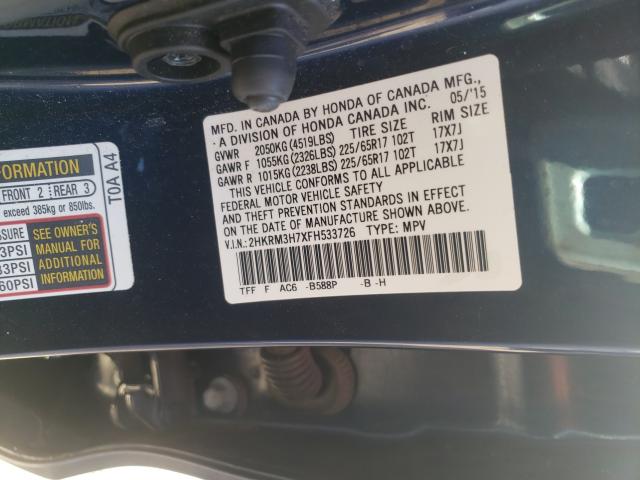 MFD. IN CANADA BY HONDA OF CANADA MFG.,
- A DIVISION OF HONDA CANADA INC. 05/'15
GVWR 2050KG (4519LBS) TIRE SIZE RIM SIZE
GAWR F 1055KG (2326LBS) 225/65R17 102T 17X7J
GAWR R 1015KG (2238LBS) 225/65R17 102T 17X7J
THIS VEHICLE CONFORMS TO ALL APPLICABLE
FEDERAL MOTOR VEHICLE SAFETY
AND THEFT PREVENTION STANDARDS IN EFFECT
ON THE DATE OF MANUFACTURE SHOWN ABOVE.
V.I.N.: 2HKRM3H7XFH533726 TYPE: MPV
TFF F AC6 -B588P -B -H
FORMATION
FRONT 2 REAR 3
exceed 385kg or 850lbs.
SEE OWNER'S
MANUAL FOR
ADDITIONAL
INFORMATION
3PSI
33PSI
60PSI
T0A A4